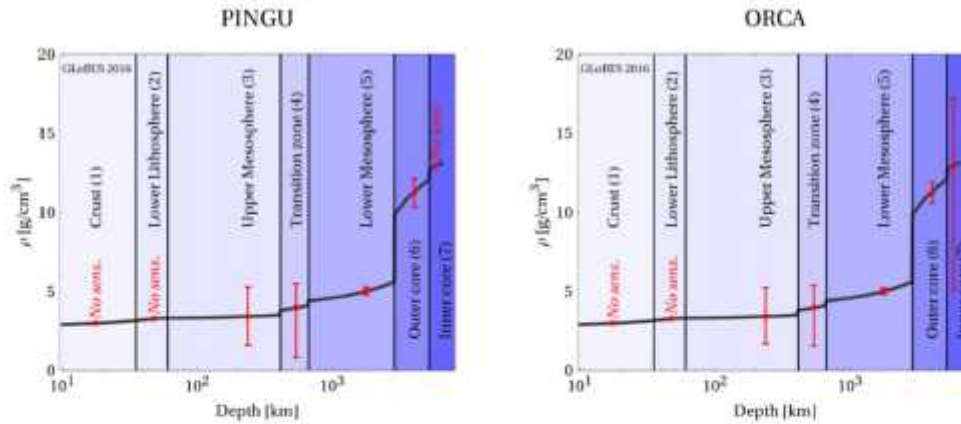 PINGU
20
15
10
5
0
ρ [g/cm³]
GLoBES 2016
Crust (1)
Lower Lithosphere (2)
Upper Mesosphere (3)
Transition zone (4)
Lower Mesosphere (5)
Outer core (6)
Inner core (7)
No sens.
No sens.
10¹
10²
10³
Depth [km]
ORCA
20
15
10
5
0
ρ [g/cm³]
GLoBES 2016
Crust (1)
Lower Lithosphere (2)
Upper Mesosphere (3)
Transition zone (4)
Lower Mesosphere (5)
Outer core (6)
No sens.
No sens.
10¹
10²
10³
Depth [km]